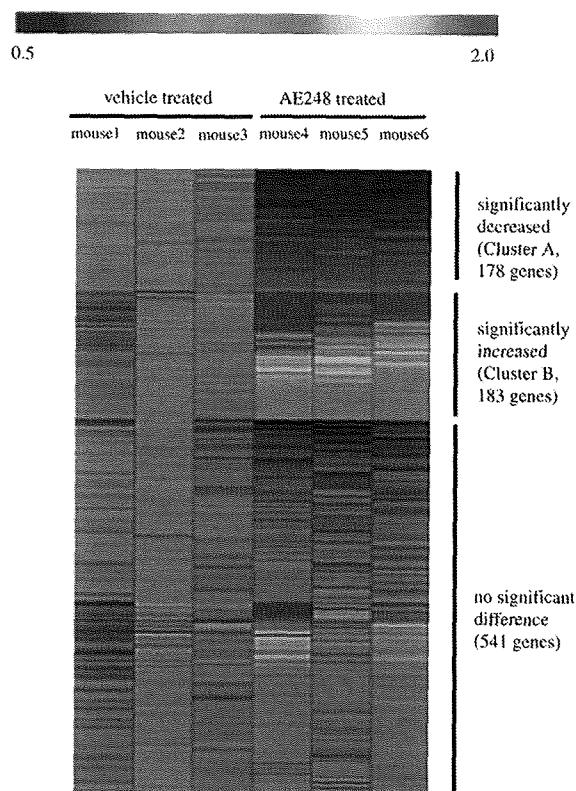 0.5 2.0
vehicle treated AE248 treated
mouse1 mouse2 mouse3 mouse4 mouse5 mouse6
significantly
decreased
(Cluster A,
178 genes)
significantly
increased
(Cluster B,
183 genes)
no significant
difference
(541 genes)